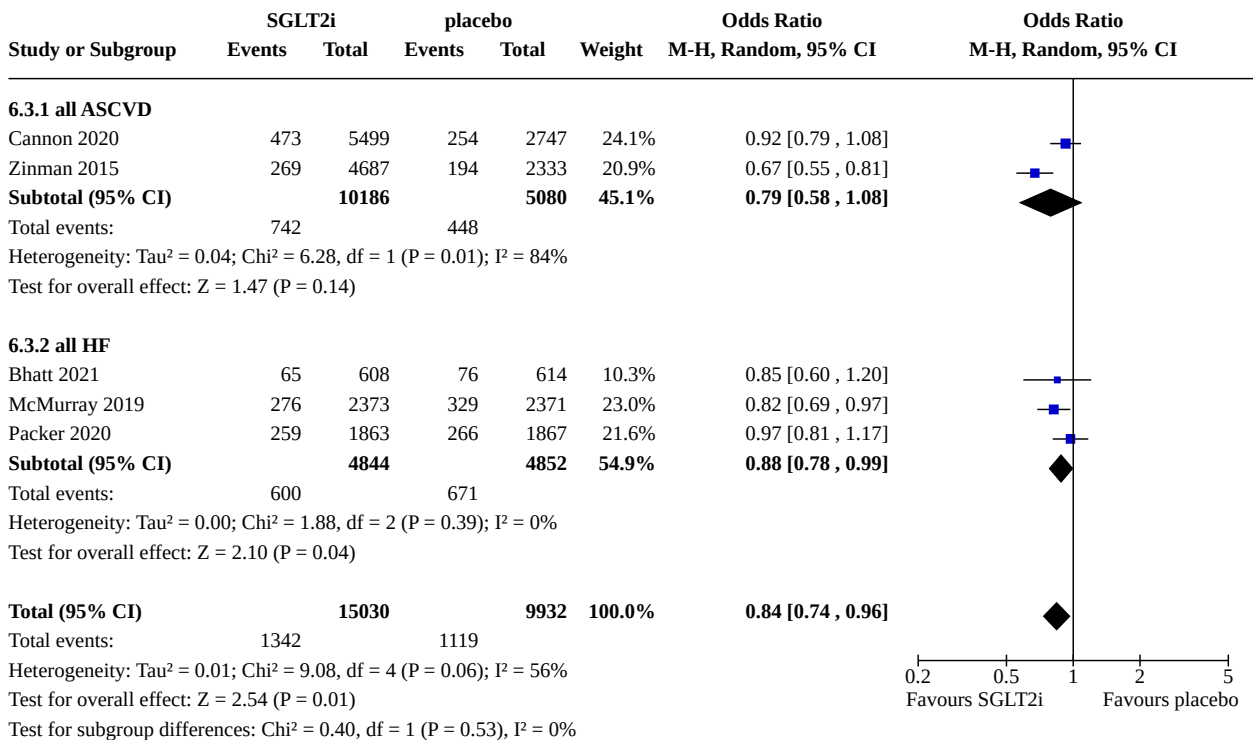 SGLT2i placebo Odds Ratio Odds Ratio
Study or Subgroup Events Total Events Total Weight M-H, Random, 95% CI M-H, Random, 95% CI
6.3.1 all ASCVD
Cannon 2020 473 5499 254 2747 24.1% 0.92 [0.79 , 1.08]
Zinman 2015 269 4687 194 2333 20.9% 0.67 [0.55 , 0.81]
Subtotal (95% CI) 10186 5080 45.1% 0.79 [0.58 , 1.08]
Total events: 742 448
Heterogeneity: Tau² = 0.04; Chi² = 6.28, df = 1 (P = 0.01); I² = 84%
Test for overall effect: Z = 1.47 (P = 0.14)
6.3.2 all HF
Bhatt 2021 65 608 76 614 10.3% 0.85 [0.60 , 1.20]
McMurray 2019 276 2373 329 2371 23.0% 0.82 [0.69 , 0.97]
Packer 2020 259 1863 266 1867 21.6% 0.97 [0.81 , 1.17]
Subtotal (95% CI) 4844 4852 54.9% 0.88 [0.78 , 0.99]
Total events: 600 671
Heterogeneity: Tau² = 0.00; Chi² = 1.88, df = 2 (P = 0.39); I² = 0%
Test for overall effect: Z = 2.10 (P = 0.04)
Total (95% CI) 15030 9932 100.0% 0.84 [0.74 , 0.96]
Total events: 1342 1119
Heterogeneity: Tau² = 0.01; Chi² = 9.08, df = 4 (P = 0.06); I² = 56%
Test for overall effect: Z = 2.54 (P = 0.01)
Test for subgroup differences: Chi² = 0.40, df = 1 (P = 0.53), I² = 0%
0.2 0.5 1 2 5
Favours SGLT2i Favours placebo